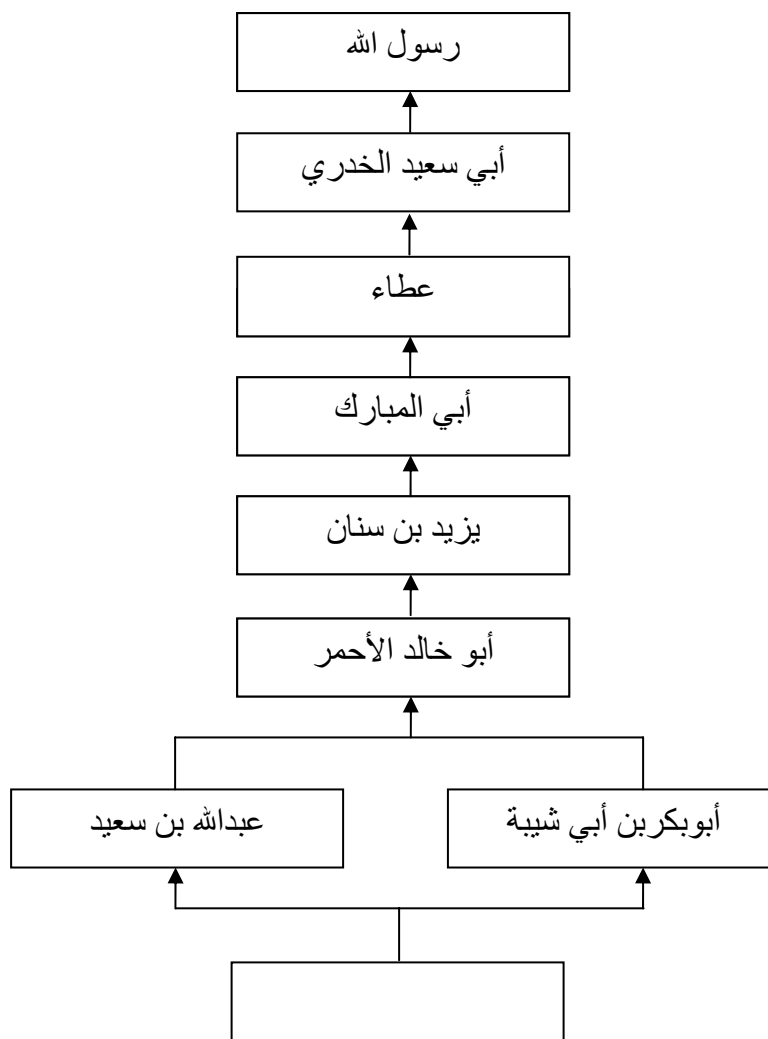 رسول الله
أبي سعيد الخدري
عطاء
أبي المبارك
يزيد بن سنان
أبو خالد الأحمر
أبوبكربن أبي شيبة
عبدالله بن سعيد